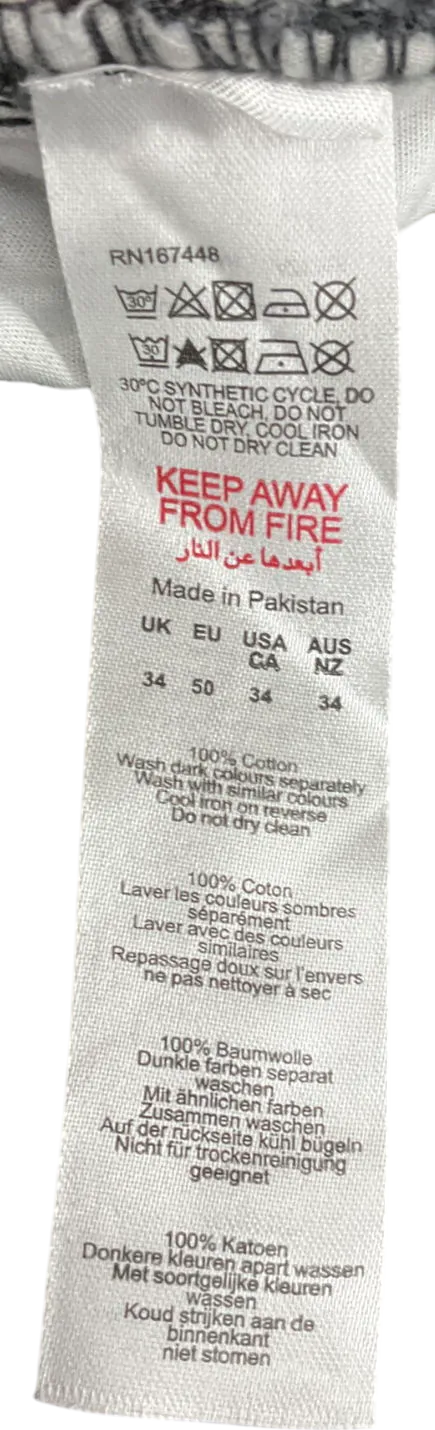 RN167448
30°
30
30°C SYNTHETIC CYCLE, DO
NOT BLEACH, DO NOT
TUMBLE DRY, COOL IRON
DO NOT DRY CLEAN
KEEP AWAY
FROM FIRE
أبعدها عن النار
Made in Pakistan
UK EU USA AUS
CA NZ
34 50 34 34
100% Cotton
Wash dark colours separately
Wash with similar colours
Cool iron on reverse
Do not dry clean
100% Coton
Laver les couleurs sombres
séparément
Laver avec des couleurs
similaires
Repassage doux sur l'envers
ne pas nettoyer à sec
100% Baumwolle
Dunkle farben separat
waschen
Mit ähnlichen farben
Zusammen waschen
Auf der rückseite kühl bügeln
Nicht für trockenreinigung
geeignet
100% Katoen
Donkere kleuren apart wassen
Met soortgelijke kleuren
wassen
Koud strijken aan de
binnenkant
niet stomen